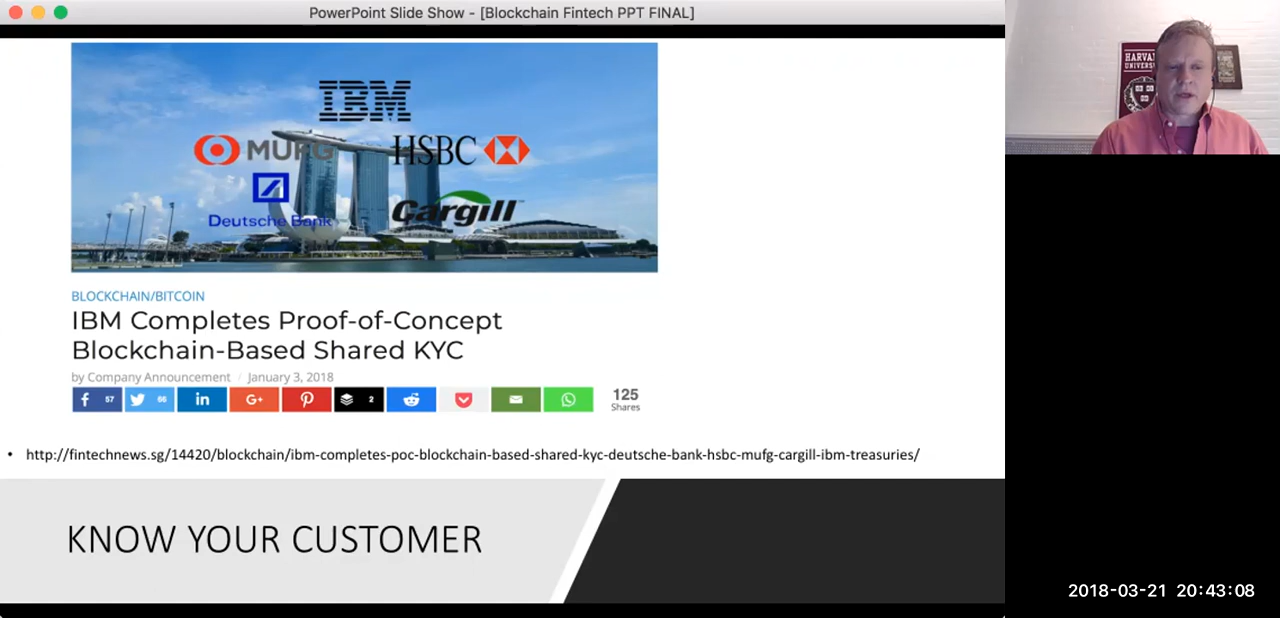 PowerPoint Slide Show - [Blockchain Fintech PPT FINAL]
IBM
MUFG
HSBC
Deutsche Bank
Cargill
HARVARD
UNIVERSITY
BLOCKCHAIN/BITCOIN
IBM Completes Proof-of-Concept
Blockchain-Based Shared KYC
by Company Announcement / January 3, 2018
57
66
in
G+
2
125
Shares
• http://fintechnews.sg/14420/blockchain/ibm-completes-poc-blockchain-based-shared-kyc-deutsche-bank-hsbc-mufg-cargill-ibm-treasuries/
KNOW YOUR CUSTOMER
2018-03-21 20:43:08